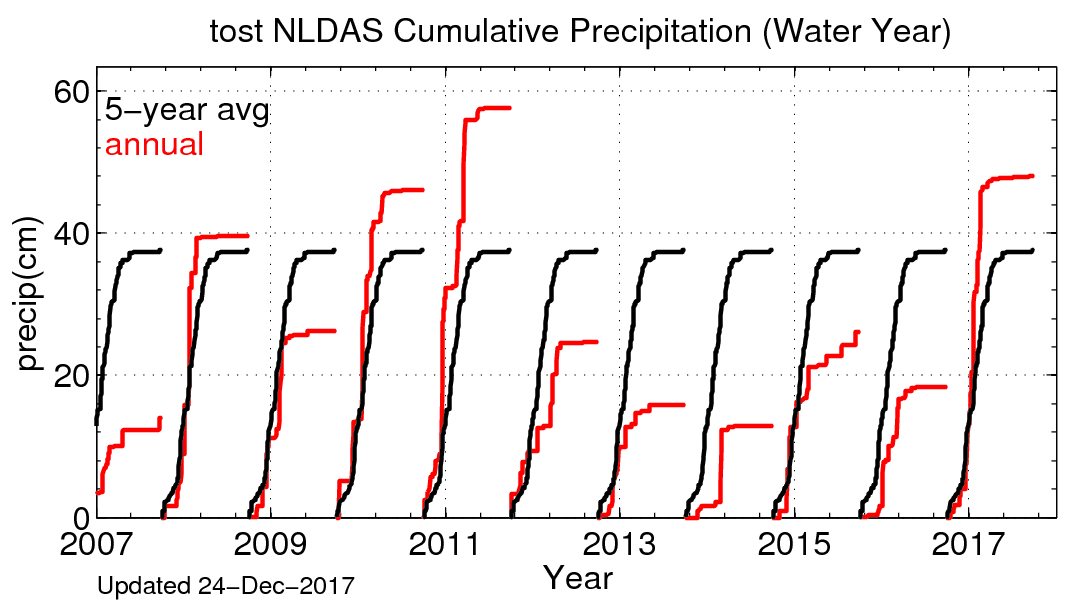 tost NLDAS Cumulative Precipitation (Water Year)
60
5−year avg
annual
40
precip(cm)
20
0
2007 2009 2011 2013 2015 2017
Year
Updated 24−Dec−2017